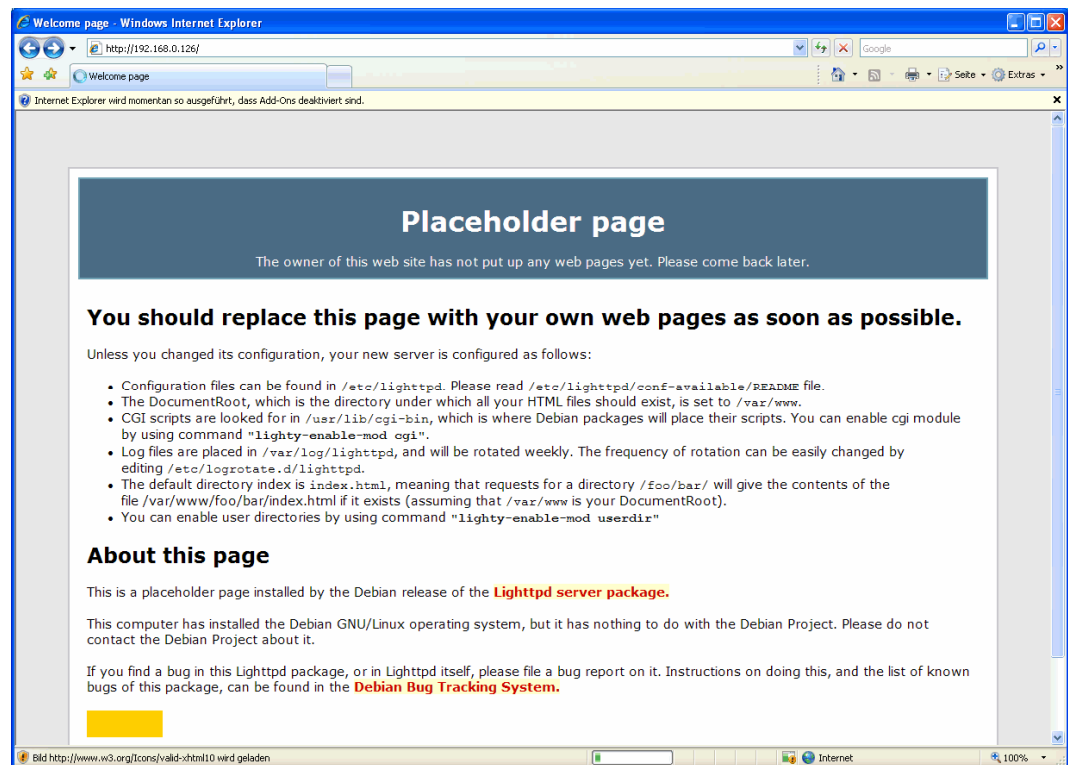 Welcome page - Windows Internet Explorer
http://192.168.0.126/
Google
Welcome page
Seite
Extras
Internet Explorer wird momentan so ausgeführt, dass Add-Ons deaktiviert sind.
Placeholder page
The owner of this web site has not put up any web pages yet. Please come back later.
You should replace this page with your own web pages as soon as possible.
Unless you changed its configuration, your new server is configured as follows:
• Configuration files can be found in /etc/lighttpd. Please read /etc/lighttpd/conf-available/README file.
• The DocumentRoot, which is the directory under which all your HTML files should exist, is set to /var/www.
• CGI scripts are looked for in /usr/lib/cgi-bin, which is where Debian packages will place their scripts. You can enable cgi module
by using command "lighty-enable-mod cgi".
• Log files are placed in /var/log/lighttpd, and will be rotated weekly. The frequency of rotation can be easily changed by
editing /etc/logrotate.d/lighttpd.
• The default directory index is index.html, meaning that requests for a directory /foo/bar/ will give the contents of the
file /var/www/foo/bar/index.html if it exists (assuming that /var/www is your DocumentRoot).
• You can enable user directories by using command "lighty-enable-mod userdir"
About this page
This is a placeholder page installed by the Debian release of the Lighttpd server package.
This computer has installed the Debian GNU/Linux operating system, but it has nothing to do with the Debian Project. Please do not
contact the Debian Project about it.
If you find a bug in this Lighttpd package, or in Lighttpd itself, please file a bug report on it. Instructions on doing this, and the list of known
bugs of this package, can be found in the Debian Bug Tracking System.
Bild http://www.w3.org/Icons/valid-xhtml10 wird geladen
Internet
100%